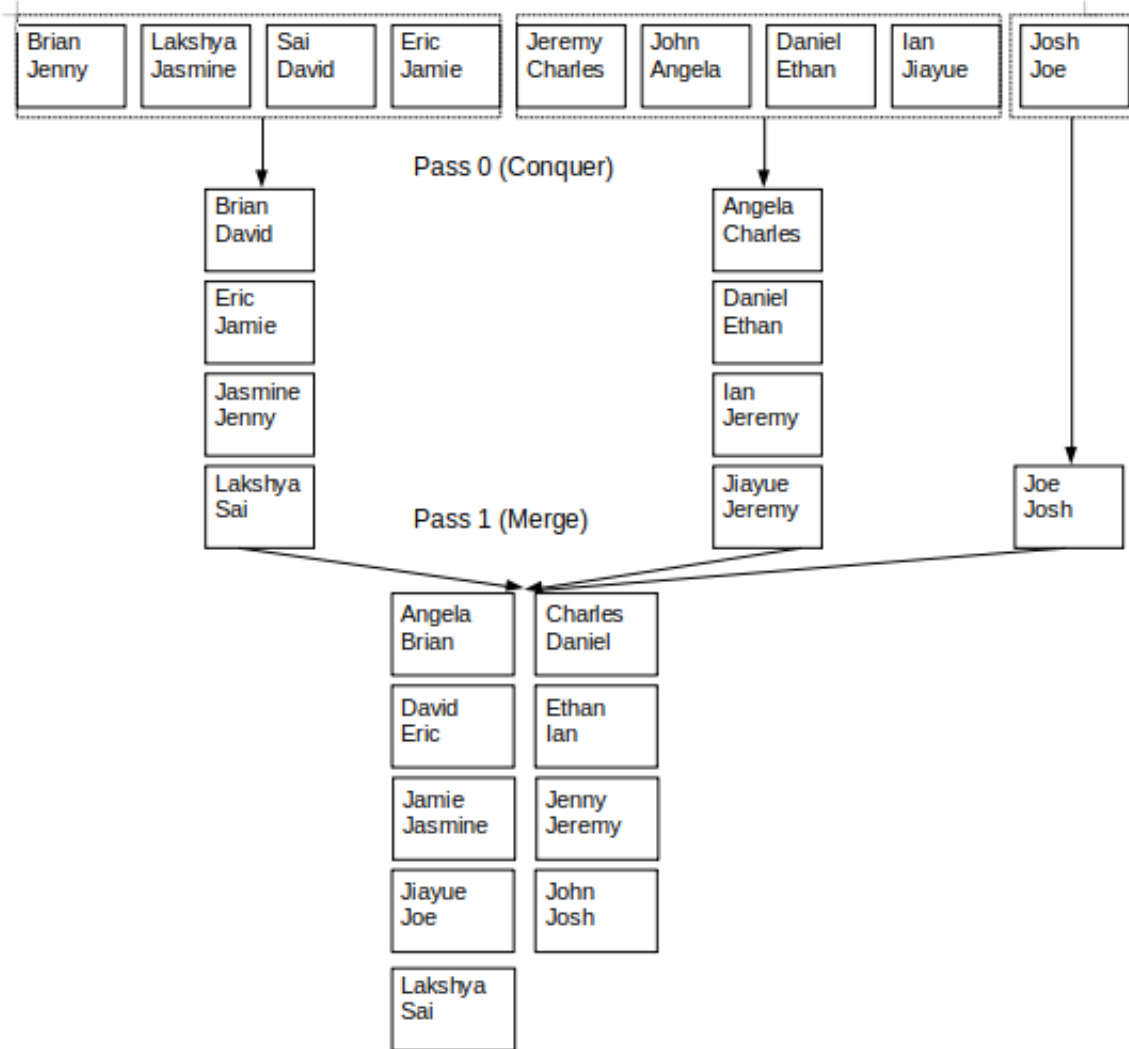 Brian
Jenny
Lakshya
Jasmine
Sai
David
Eric
Jamie
Jeremy
Charles
John
Angela
Daniel
Ethan
Ian
Jiayue
Josh
Joe
Pass 0 (Conquer)
Brian
David
Eric
Jamie
Jasmine
Jenny
Lakshya
Sai
Angela
Charles
Daniel
Ethan
Ian
Jeremy
Jiayue
Jeremy
Joe
Josh
Pass 1 (Merge)
Angela
Brian
Charles
Daniel
David
Eric
Ethan
Ian
Jamie
Jasmine
Jenny
Jeremy
Jiayue
Joe
John
Josh
Lakshya
Sai